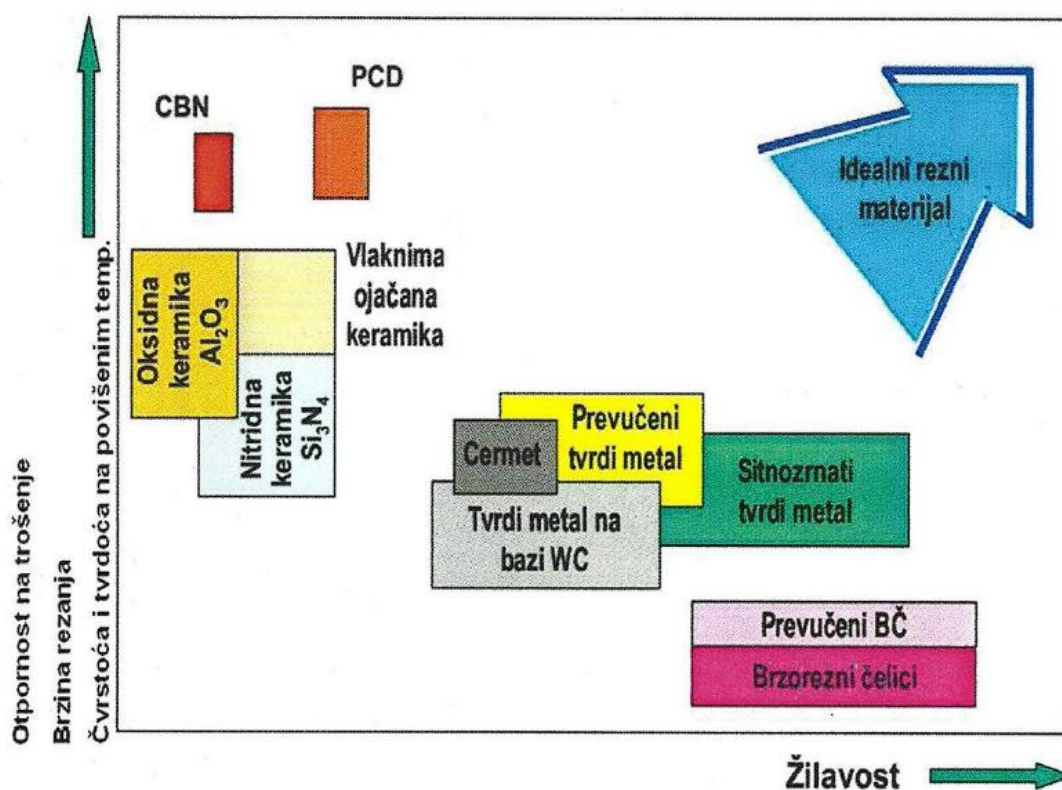 CBN
PCD
Idealni rezni
materijal
Oksidna
keramika
Al₂O₃
Vlaknima
ojačana
keramika
Nitridna
keramika
Si₃N₄
Prevučeni
tvrdi metal
Cermet
Sitnozrnati
tvrdi metal
Tvrdi metal na
bazi WC
Prevučeni BČ
Brzorezni čelici
Otpornost na trošenje
Brzina rezanja
Čvrstoća i tvrdoća na povišenim temp.
Žilavost